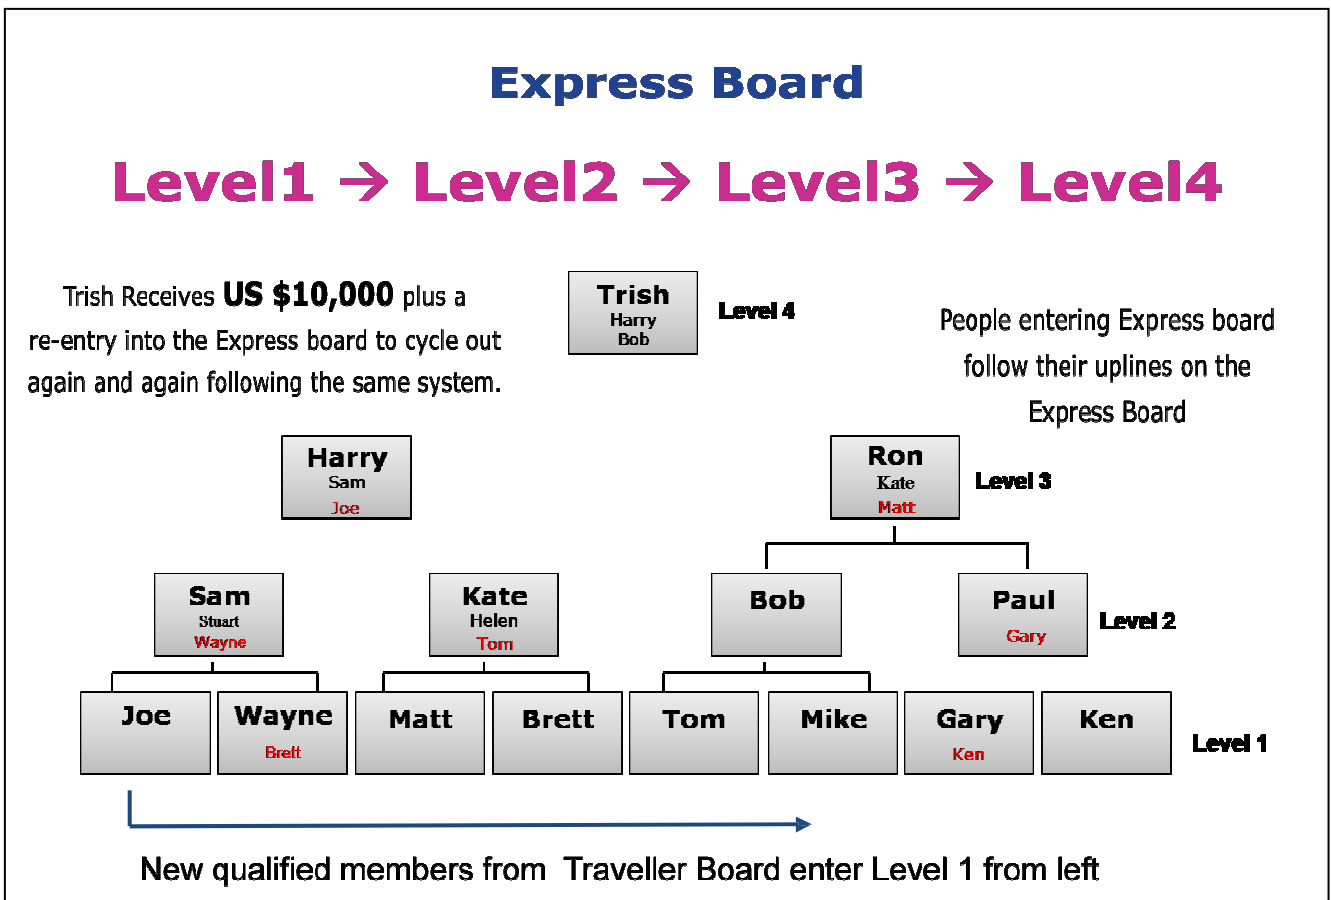 Express Board
Level1 → Level2 → Level3 → Level4
Trish Receives US $10,000 plus a
re-entry into the Express board to cycle out
again and again following the same system.
Trish
Harry
Bob
Level 4
People entering Express board
follow their uplines on the
Express Board
Harry
Sam
Joe
Ron
Kate
Matt
Level 3
Sam
Stuart
Wayne
Kate
Helen
Tom
Bob
Paul
Gary
Level 2
Joe
Wayne
Brett
Matt
Brett
Tom
Mike
Gary
Ken
Ken
Level 1
New qualified members from Traveller Board enter Level 1 from left